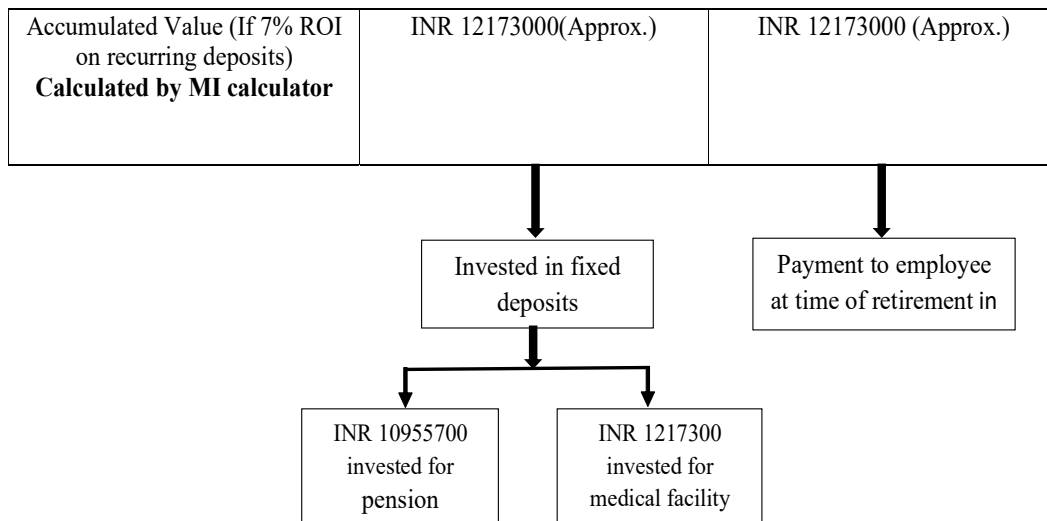 Accumulated Value (If 7% ROI
on recurring deposits)
Calculated by MI calculator
INR 12173000(Approx.)
INR 12173000 (Approx.)
Invested in fixed
deposits
Payment to employee
at time of retirement in
INR 10955700
invested for
pension
INR 1217300
invested for
medical facility